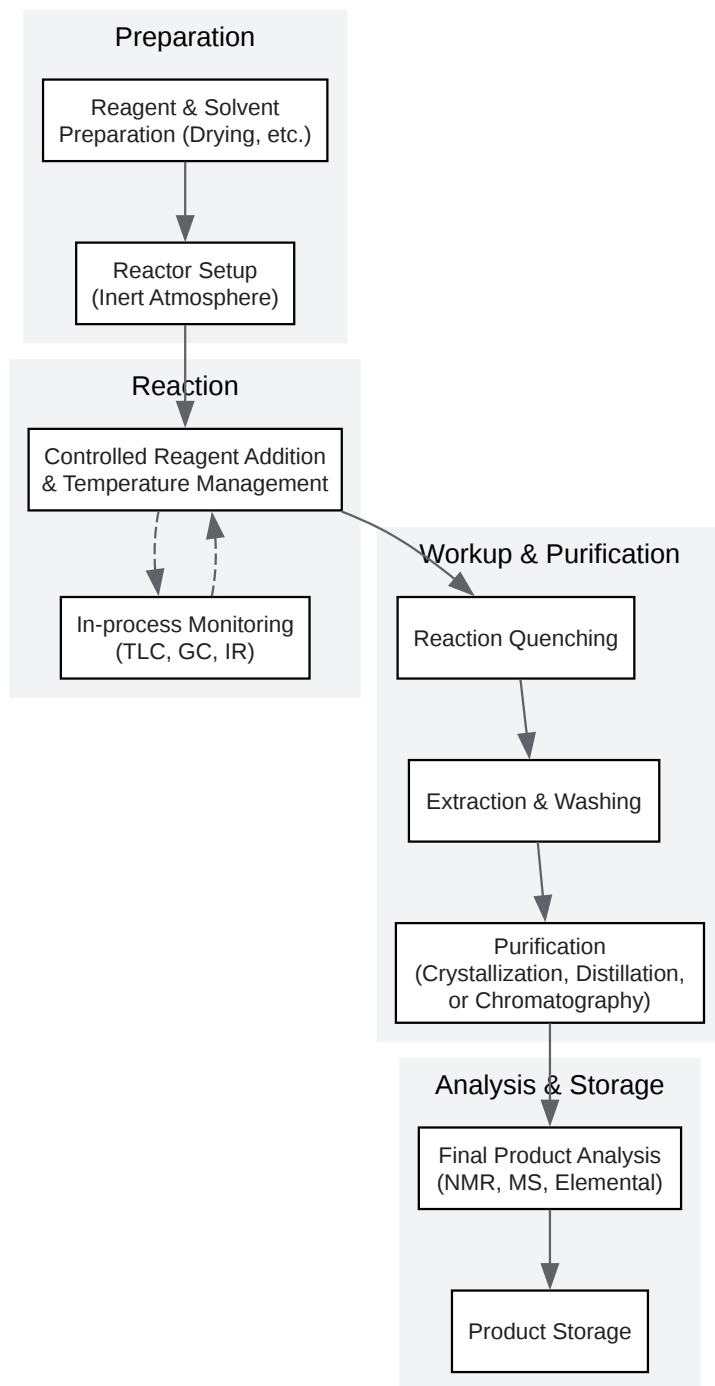 Preparation
Reagent & Solvent
Preparation (Drying, etc.)
Reactor Setup
(Inert Atmosphere)
Reaction
Controlled Reagent Addition
& Temperature Management
In-process Monitoring
(TLC, GC, IR)
Workup & Purification
Reaction Quenching
Extraction & Washing
Purification
(Crystallization, Distillation,
or Chromatography)
Analysis & Storage
Final Product Analysis
(NMR, MS, Elemental)
Product Storage